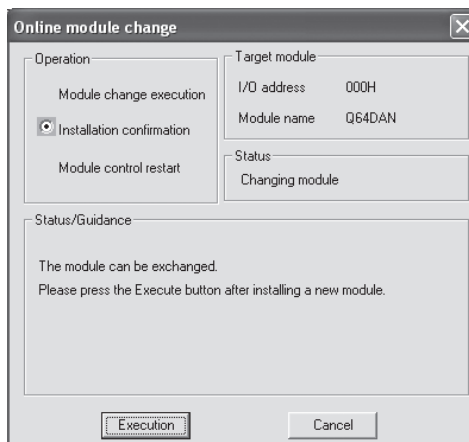 Online module change
Operation
Module change execution
Installation confirmation
Module control restart
Target module
I/O address 000H
Module name Q64DAN
Status
Changing module
Status/Guidance
The module can be exchanged.
Please press the Execute button after installing a new module.
Execution Cancel